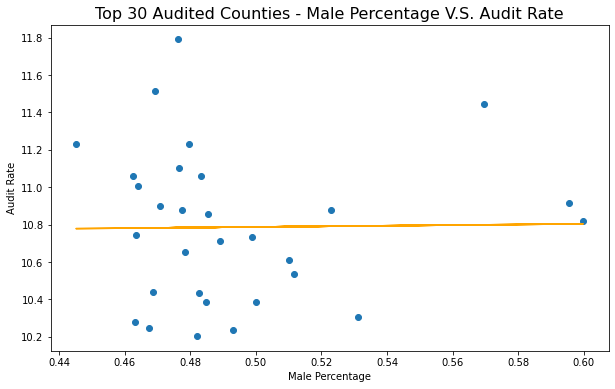 Top 30 Audited Counties - Male Percentage V.S. Audit Rate
11.8
11.6
11.4
11.2
11.0
10.8
10.6
10.4
10.2
Audit Rate
0.44 0.46 0.48 0.50 0.52 0.54 0.56 0.58 0.60
Male Percentage